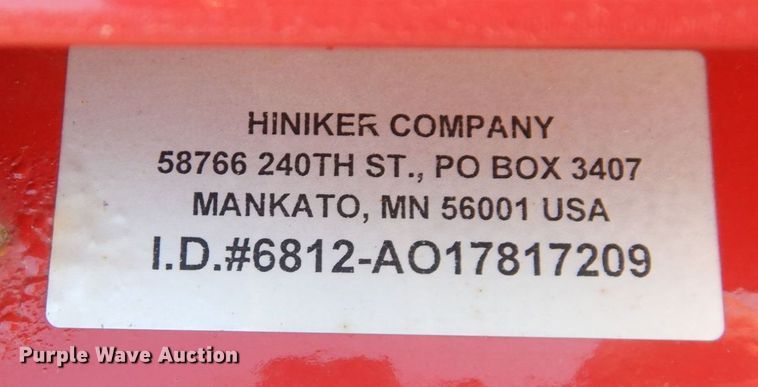 HINIKER COMPANY
58766 240TH ST., PO BOX 3407
MANKATO, MN 56001 USA
I.D.#6812-AO17817209
Purple Wave Auction